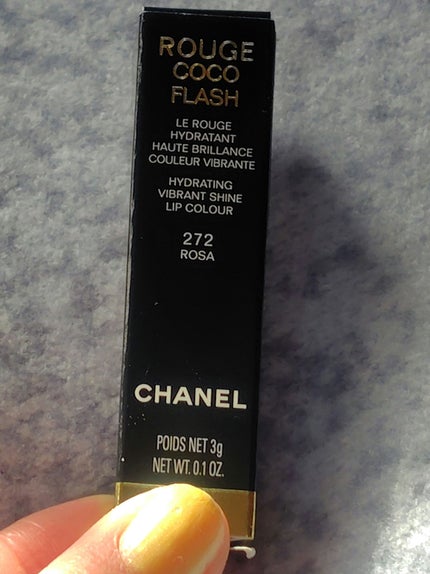 ROUGE
COCO
FLASH
LE ROUGE
HYDRATANT
HAUTE BRILLANCE
COULEUR VIBRANTE
HYDRATING
VIBRANT SHINE
LIP COLOUR
272
ROSA
CHANEL
POIDS NET 3g
NET WT. 0.1 OZ.